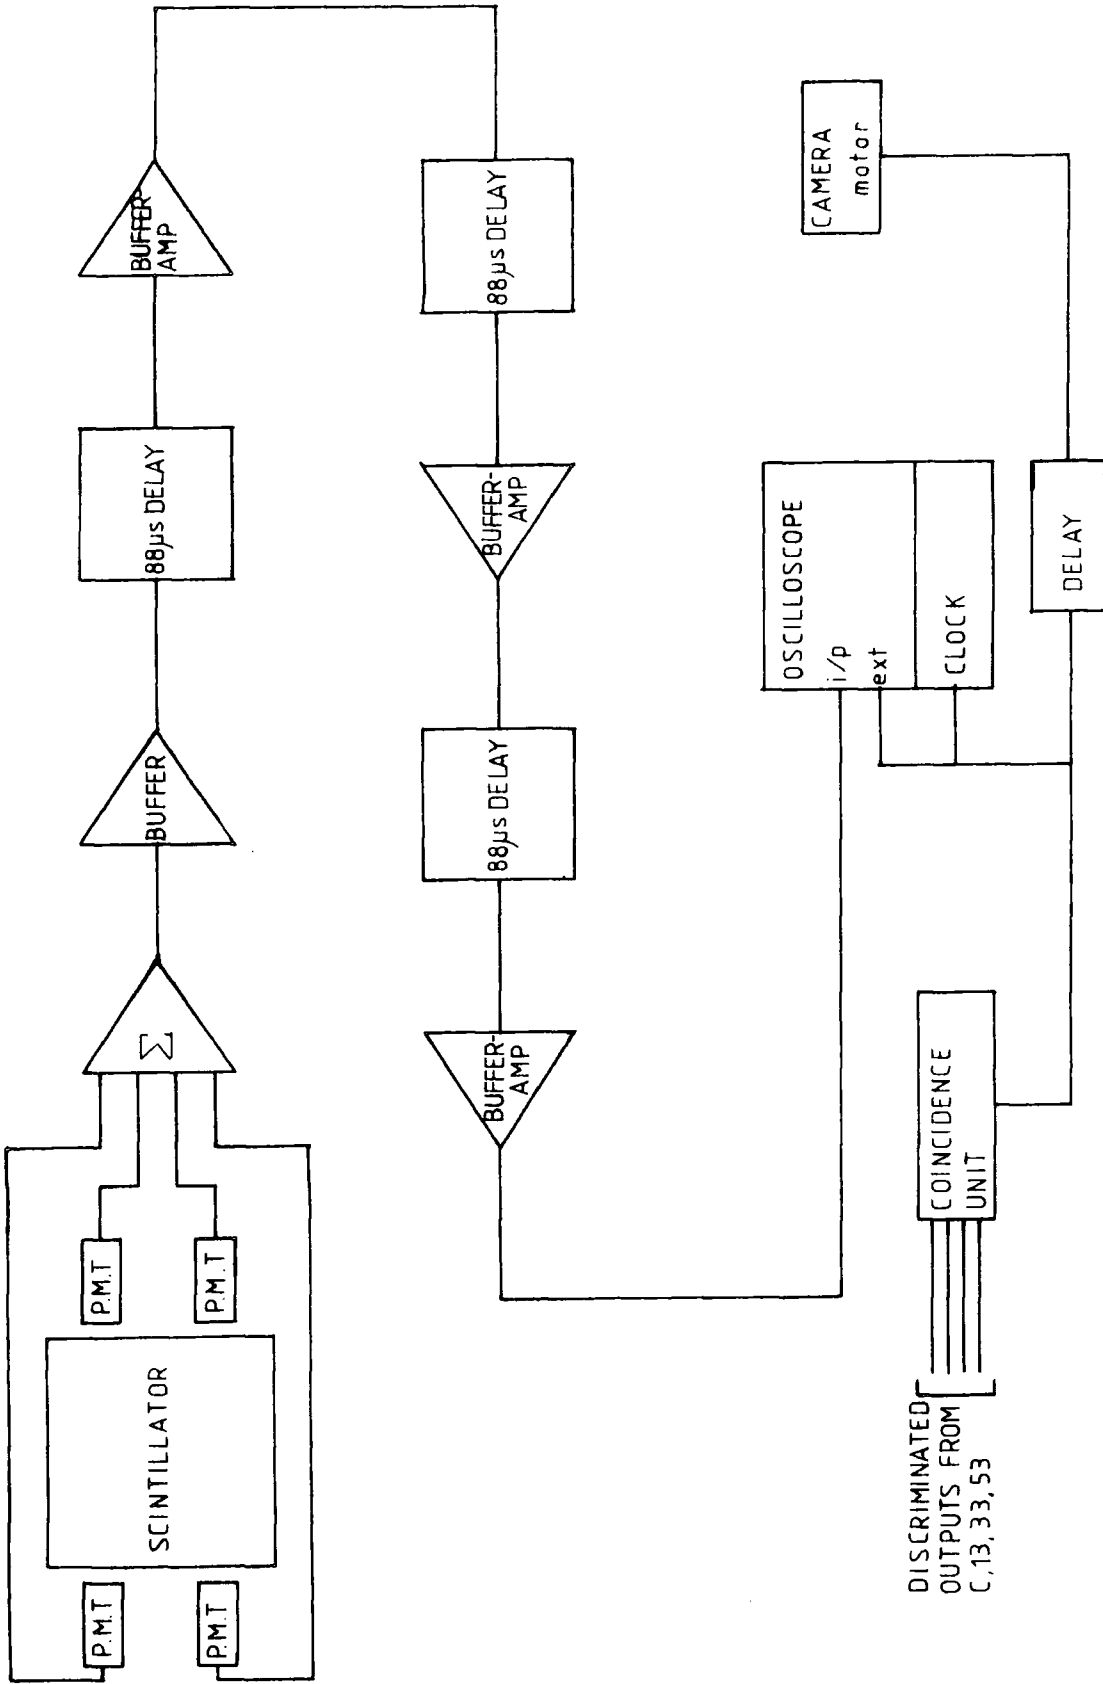 P.M.T
P.M.T
SCINTILLATOR
P.M.T
P.M.T
Σ
BUFFER
88µs DELAY
BUFFER-
AMP
88µs DELAY
BUFFER-
AMP
88µs DELAY
BUFFER-
AMP
OSCILLOSCOPE
i/p
ext
CLOCK
CAMERA
motor
DISCRIMINATED
OUTPUTS FROM
C,13,33,53
COINCIDENCE
UNIT
DELAY